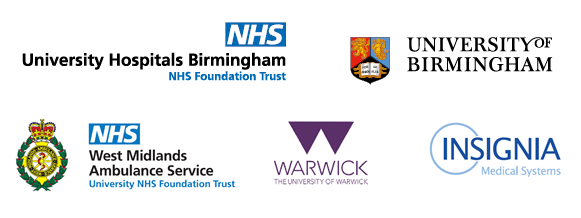 NHS
University Hospitals Birmingham
NHS Foundation Trust
UNIVERSITY OF
BIRMINGHAM
NHS
West Midlands
Ambulance Service
University NHS Foundation Trust
WARWICK
THE UNIVERSITY OF WARWICK
INSIGNIA
Medical Systems